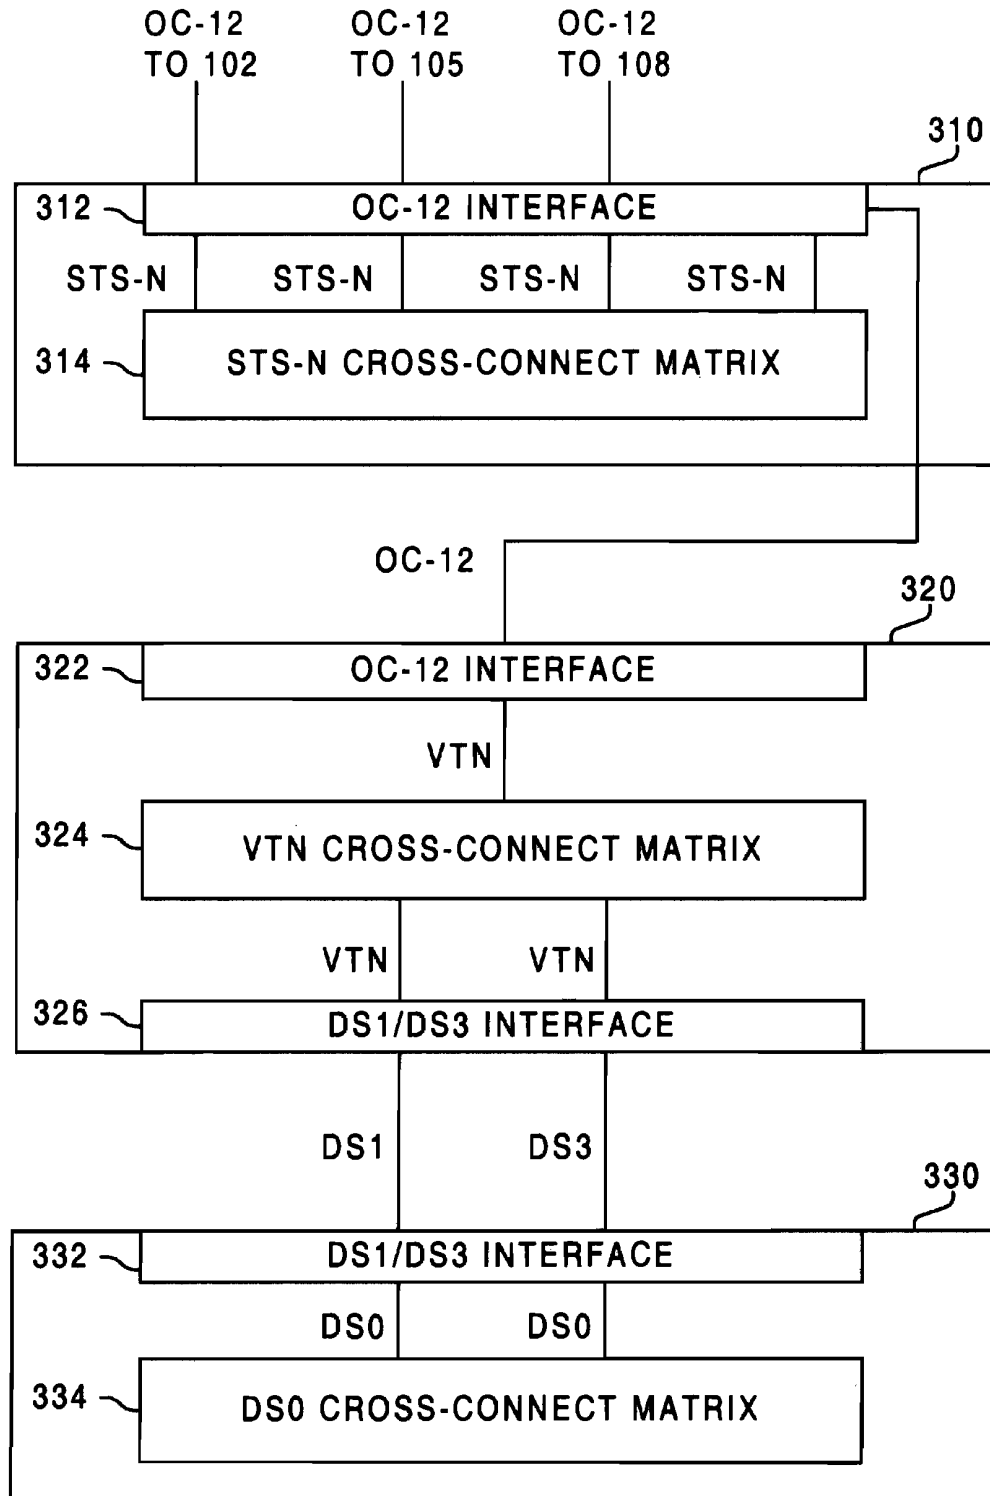 OC-12 OC-12 OC-12
TO 102 TO 105 TO 108
310
312 OC-12 INTERFACE
STS-N STS-N STS-N STS-N
314 STS-N CROSS-CONNECT MATRIX
OC-12
320
322 OC-12 INTERFACE
VTN
324 VTN CROSS-CONNECT MATRIX
VTN VTN
326 DS1/DS3 INTERFACE
DS1 DS3
330
332 DS1/DS3 INTERFACE
DS0 DS0
334 DS0 CROSS-CONNECT MATRIX